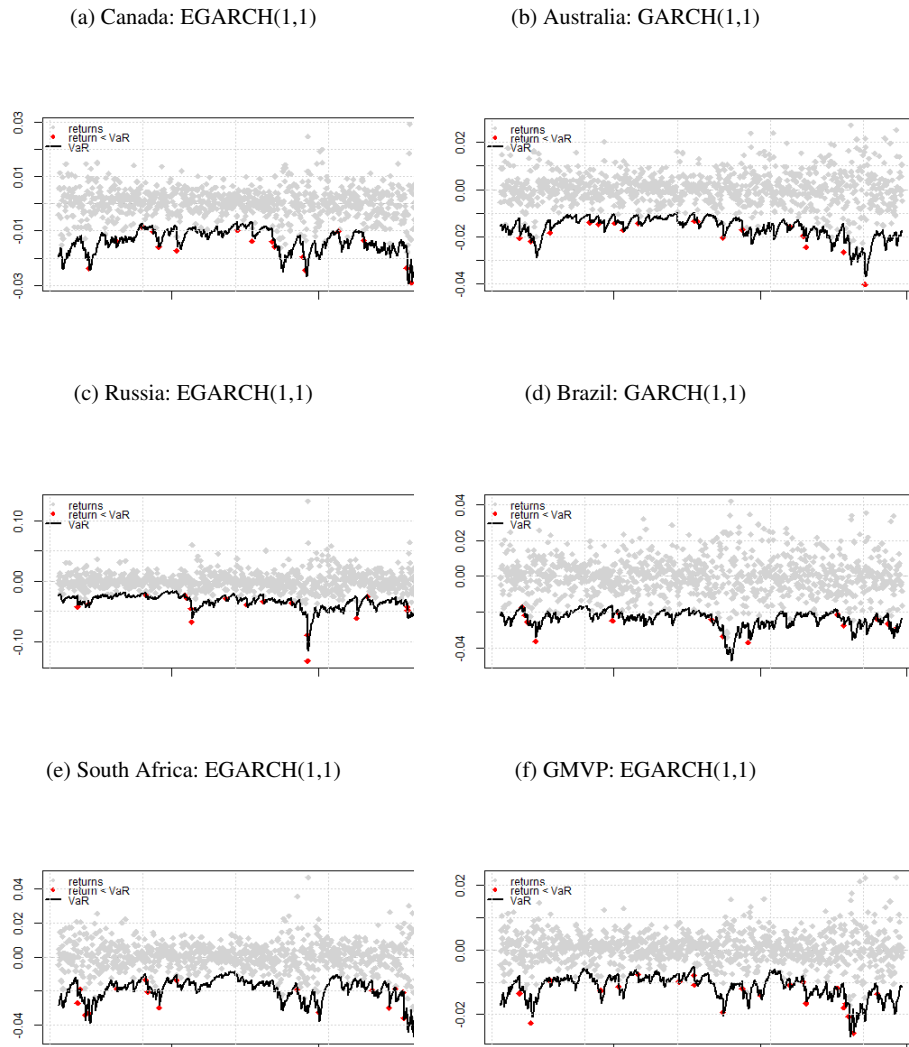 (a) Canada: EGARCH(1,1)
(b) Australia: GARCH(1,1)
0.03
0.01
-0.01
-0.03
returns
return < VaR
VaR
0.02
0.00
-0.02
-0.04
returns
return < VaR
VaR
(c) Russia: EGARCH(1,1)
(d) Brazil: GARCH(1,1)
0.10
0.00
-0.10
returns
return < VaR
VaR
0.04
0.02
0.00
-0.04
returns
return < VaR
VaR
(e) South Africa: EGARCH(1,1)
(f) GMVP: EGARCH(1,1)
0.04
0.02
0.00
-0.04
returns
return < VaR
VaR
0.02
0.00
-0.02
returns
return < VaR
VaR